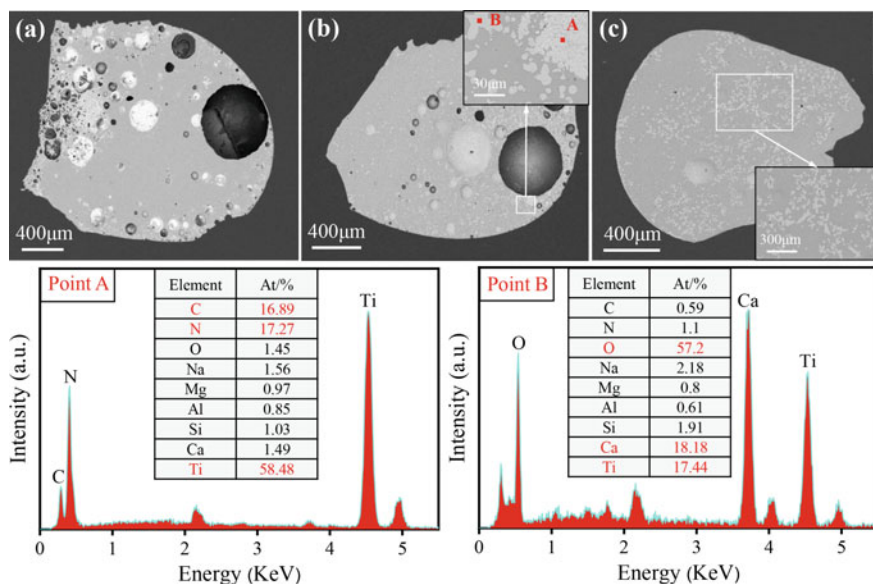 (a)
400μm
(b)
B
A
30μm
400μm
(c)
400μm
300μm
Point A
Element At/%
C 16.89
N 17.27
O 1.45
Na 1.56
Mg 0.97
Al 0.85
Si 1.03
Ca 1.49
Ti 58.48
C
N
Ti
Intensity (a.u.)
0 1 2 3 4 5
Energy (KeV)
Point B
Element At/%
C 0.59
N 1.1
O 57.2
Na 2.18
Mg 0.8
Al 0.61
Si 1.91
Ca 18.18
Ti 17.44
O
Ca
Ti
Intensity (a.u.)
0 1 2 3 4 5
Energy (KeV)